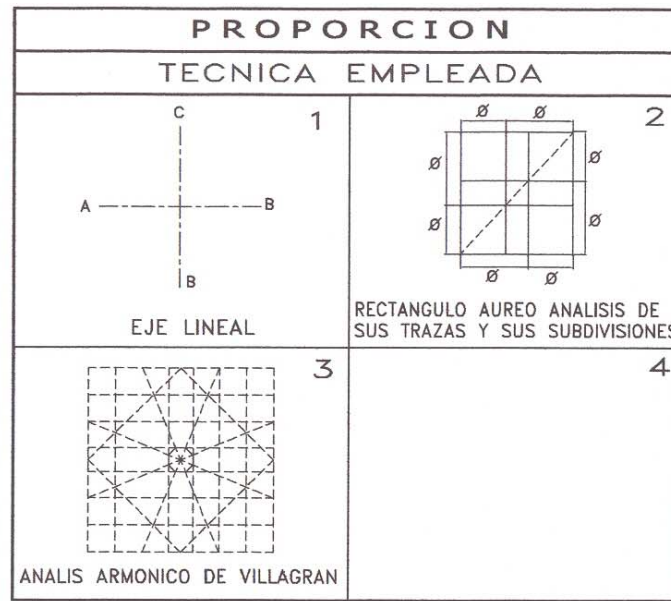 PROPORCION
TECNICA EMPLEADA
1
C
A
B
B
EJE LINEAL
2
Ø Ø
Ø Ø
Ø Ø
Ø Ø
RECTANGULO AUREO ANALISIS DE
SUS TRAZAS Y SUS SUBDIVISIONES
3
ANALIS ARMONICO DE VILLAGRAN
4